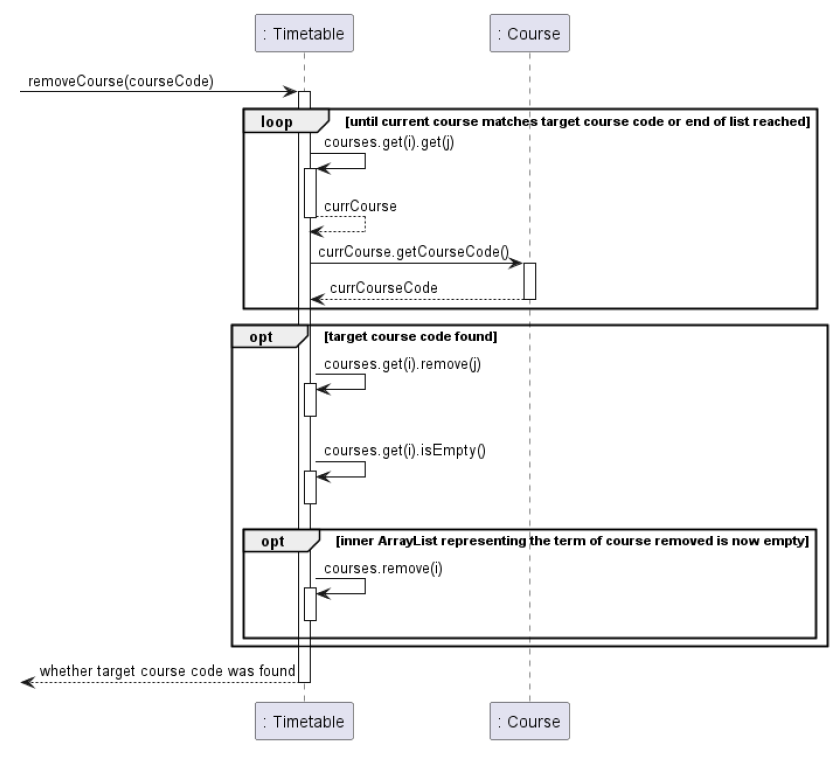 : Timetable
: Course
removeCourse(courseCode)
loop
[until current course matches target course code or end of list reached]
courses.get(i).get(j)
currCourse
currCourse.getCourseCode()
currCourseCode
opt
[target course code found]
courses.get(i).remove(j)
courses.get(i).isEmpty()
opt
[inner ArrayList representing the term of course removed is now empty]
courses.remove(i)
whether target course code was found
: Timetable
: Course